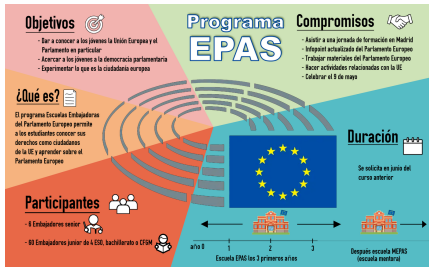 Programa
EPAS
Objetivos
- Dar a conocer a los jóvenes la Unión Europea y el
Parlamento en particular
- Acercar a los jóvenes a la democracia parlamentaria
- Experimentar lo que es la ciudadanía europea
Compromisos
- Asistir a una jornada de formación en Madrid
- Infopoint actualizado del Parlamento Europeo
- Trabajar materiales del Parlamento Europeo
- Hacer actividades relacionadas con la UE
- Celebrar el 9 de mayo
¿Qué es?
El programa Escuelas Embajadoras
del Parlamento Europeo permite
a los estudiantes conocer sus
derechos como ciudadanos
de la UE y aprender sobre el
Parlamento Europeo
Duración
Se solicita en junio del
curso anterior
Participantes
- 6 Embajadores senior
- 60 Embajadores junior de 4 ESO, bachillerato o CFGM
año 0
1
2
3
Escuela EPAS los 3 primeros años
Después escuela MEPAS
(escuela mentora)